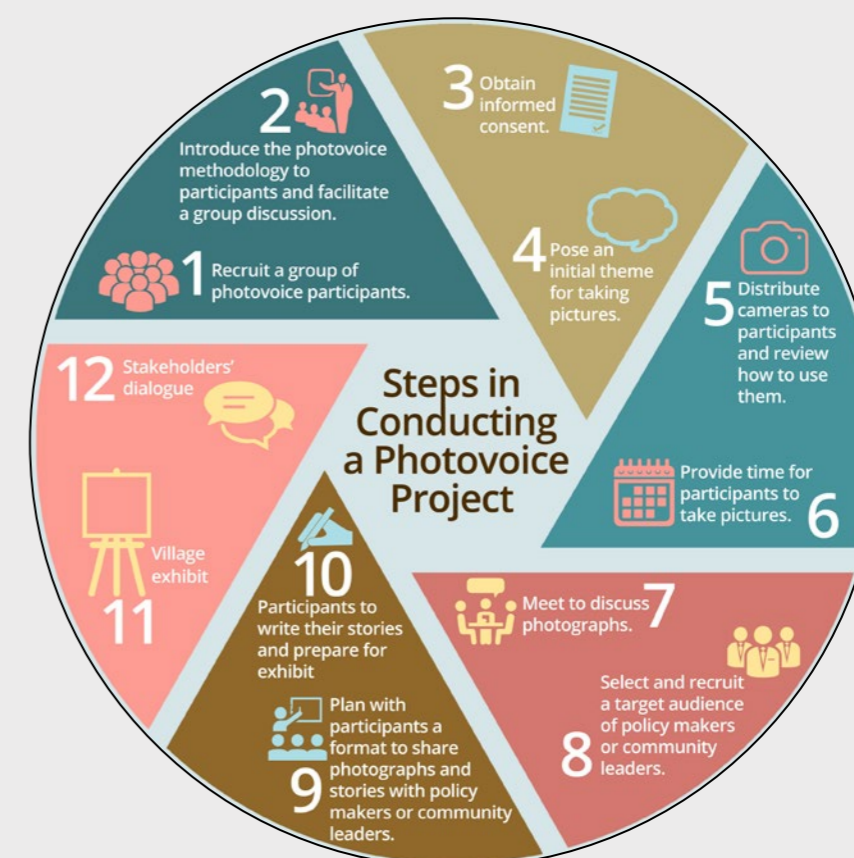 Steps in
Conducting
a Photovoice
Project
1
Recruit a group of
photovoice participants.
2
Introduce the photovoice
methodology to
participants and facilitate
a group discussion.
3
Obtain
informed
consent.
4
Pose an
initial theme
for taking
pictures.
5
Distribute
cameras to
participants
and review
how to use
them.
6
Provide time for
participants to
take pictures.
7
Meet to discuss
photographs.
8
Select and recruit
a target audience
of policy makers
or community
leaders.
9
Plan with
participants a
format to share
photographs and
stories with policy
makers or community
leaders.
10
Participants to
write their stories
and prepare for
exhibit
11
Village
exhibit
12
Stakeholders'
dialogue